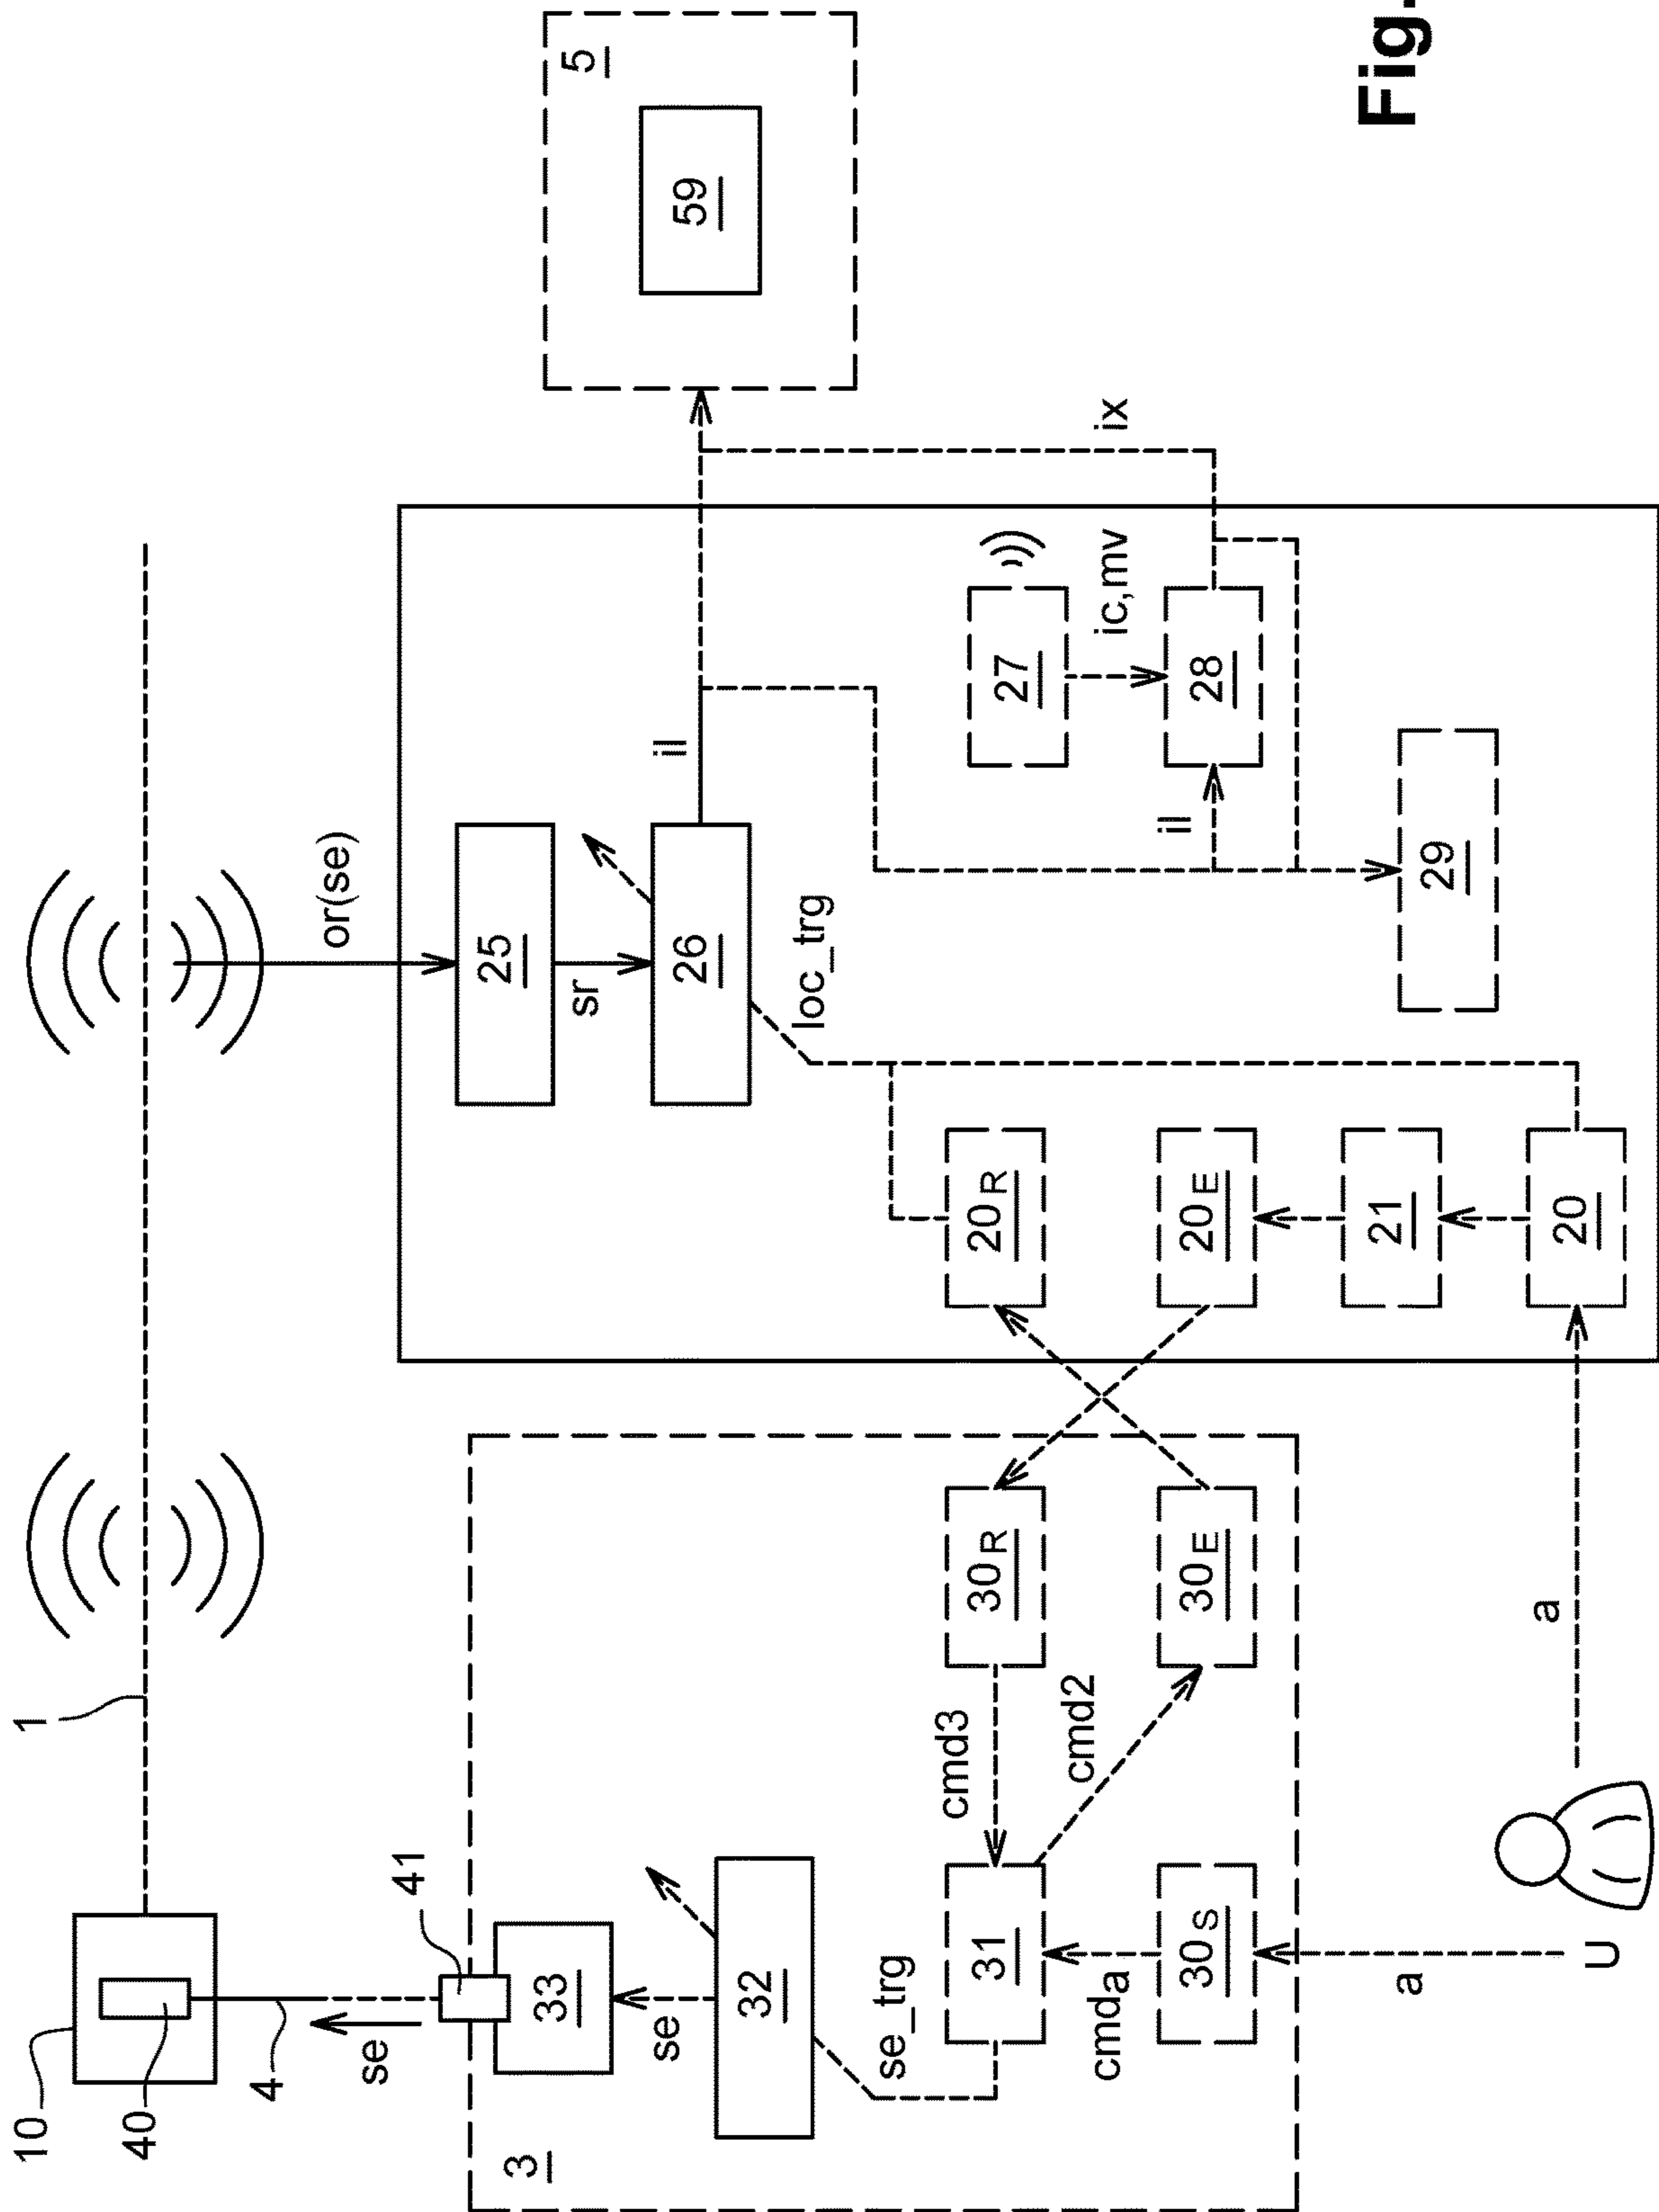 1
10
40
4
se
41
33
se
32
3
se_trg
31
cmda
30S
a
U
cmd3
cmd2
30R
30E
a
or(se)
25
sr
26
il
loc_trg
20R
20E
21
20
27
ic,mv
28
il
29
ix
5
59
Fig.